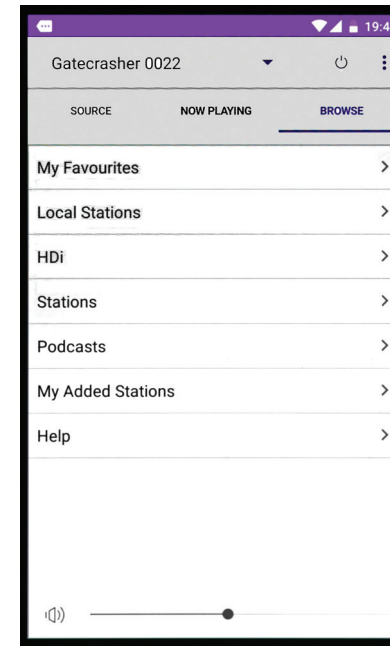 19:4
Gatecrasher 0022
SOURCE NOW PLAYING BROWSE
My Favourites
Local Stations
HDi
Stations
Podcasts
My Added Stations
Help